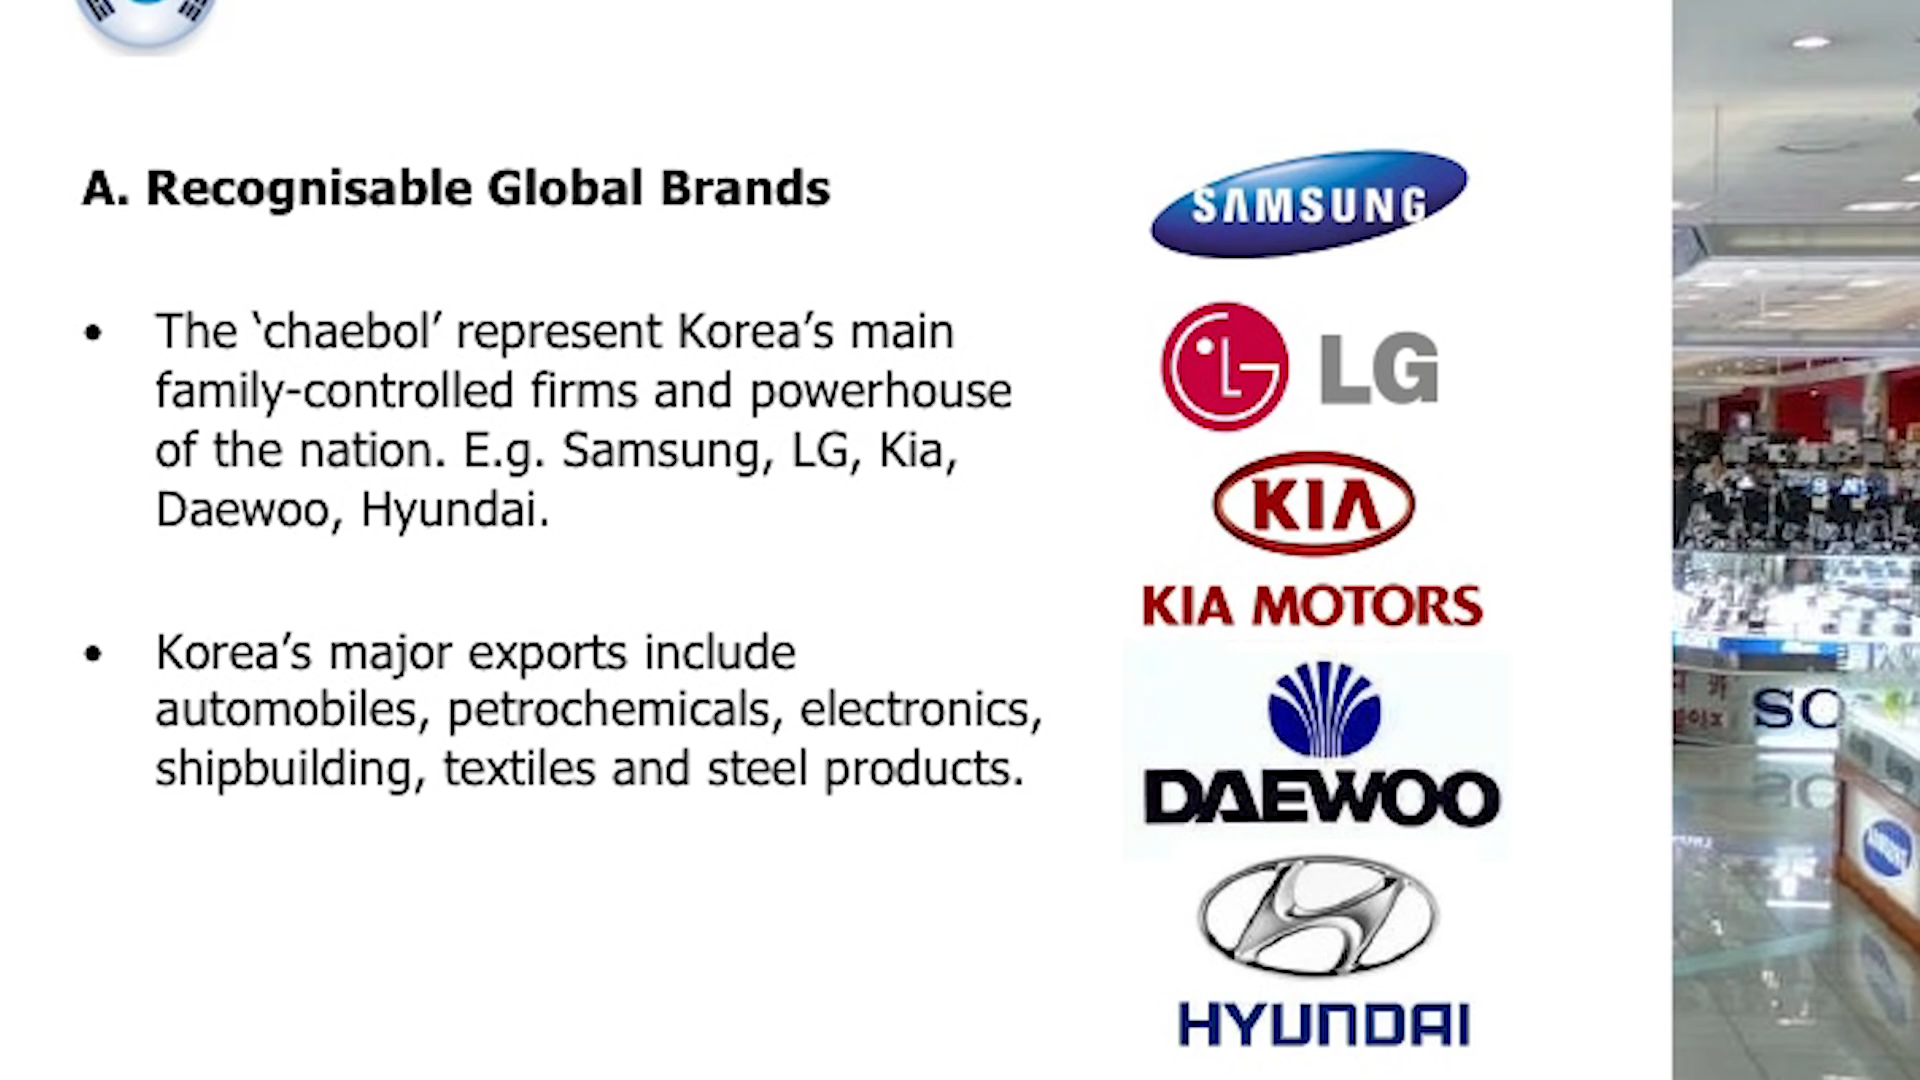 A. Recognisable Global Brands
• The ‘chaebol’ represent Korea’s main
family-controlled firms and powerhouse
of the nation. E.g. Samsung, LG, Kia,
Daewoo, Hyundai.
• Korea’s major exports include
automobiles, petrochemicals, electronics,
shipbuilding, textiles and steel products.
SAMSUNG
LG
KIA
KIA MOTORS
DAEWOO
HYUNDAI
SO
SAMSUNG